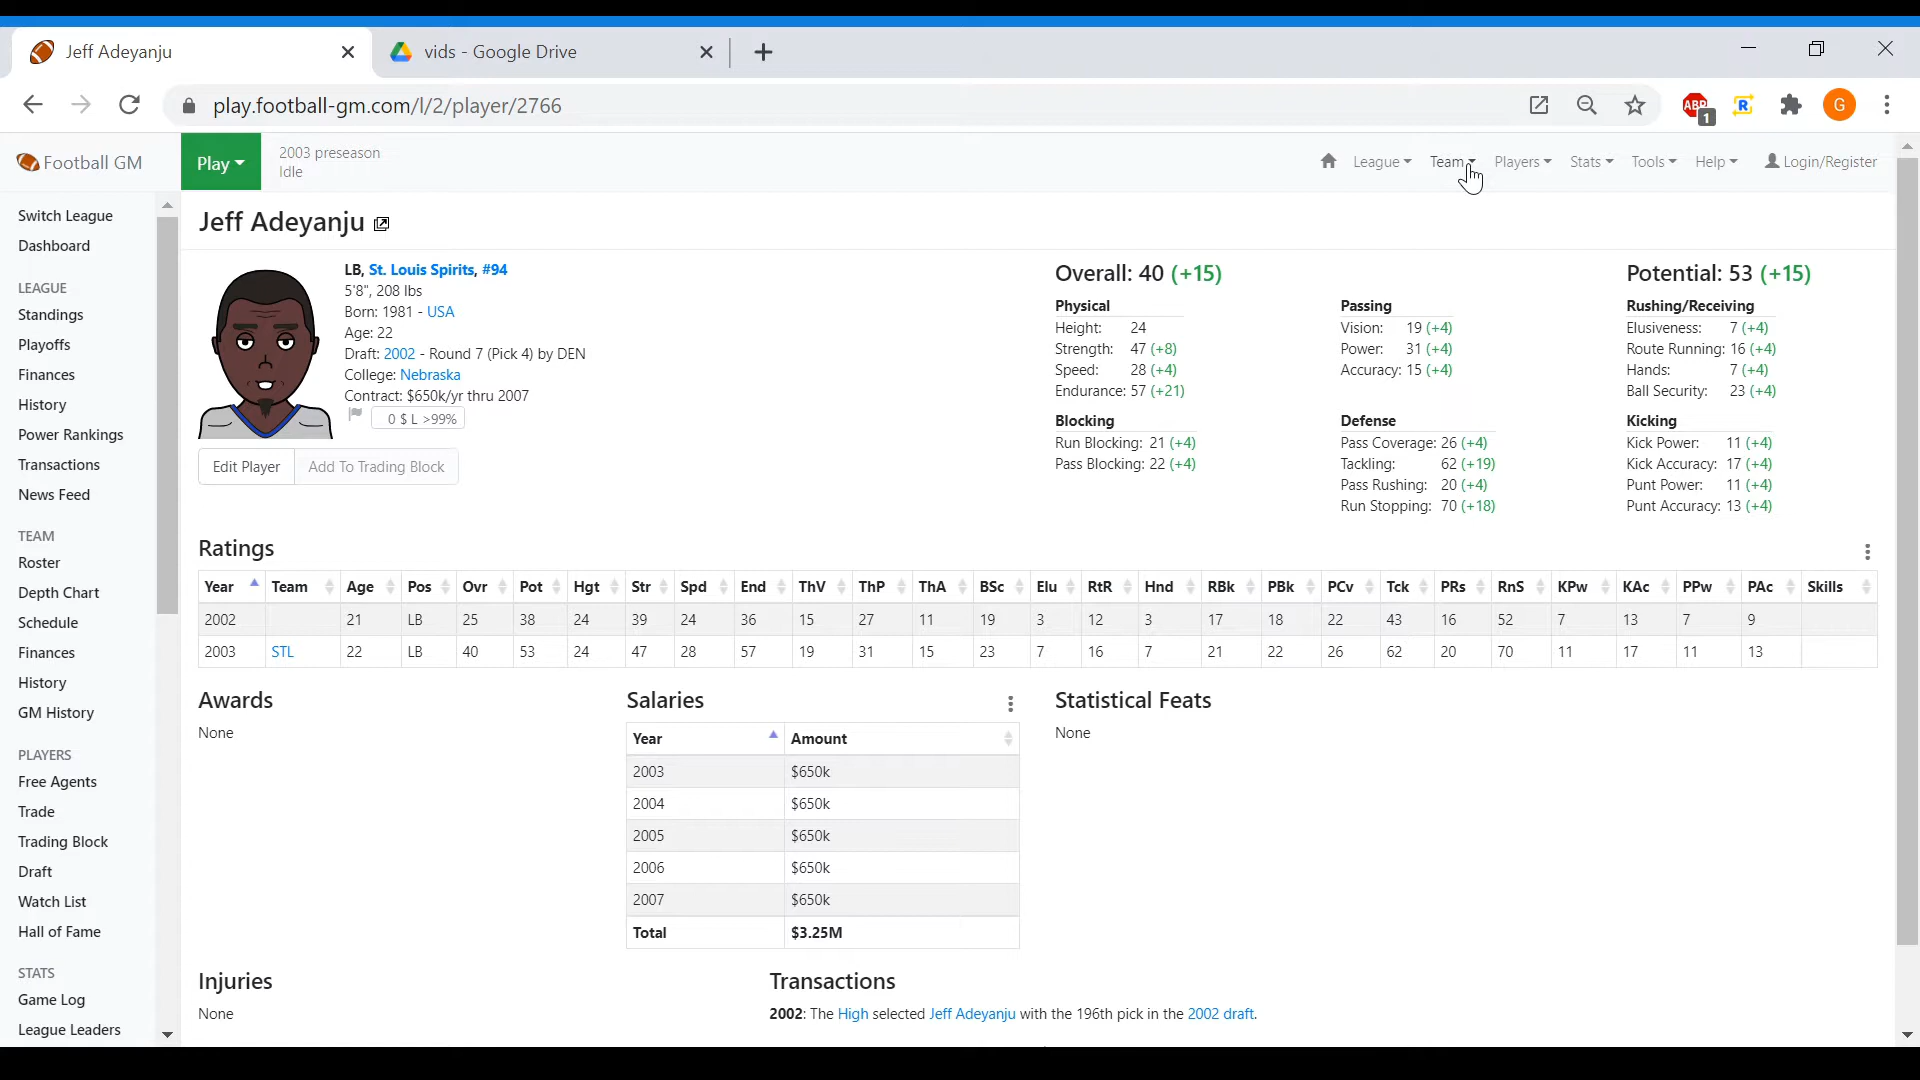 Jeff Adeyanju
vids - Google Drive
play.football-gm.com/l/2/player/2766
ABP 1
R
G
Football GM
Play
2003 preseason
Idle
League
Team
Players
Stats
Tools
Help
Login/Register
Switch League
Dashboard
LEAGUE
Standings
Playoffs
Finances
History
Power Rankings
Transactions
News Feed
TEAM
Roster
Depth Chart
Schedule
Finances
History
GM History
PLAYERS
Free Agents
Trade
Trading Block
Draft
Watch List
Hall of Fame
STATS
Game Log
League Leaders
Jeff Adeyanju
LB, St. Louis Spirits, #94
5'8", 208 lbs
Born: 1981 - USA
Age: 22
Draft: 2002 - Round 7 (Pick 4) by DEN
College: Nebraska
Contract: $650k/yr thru 2007
0 $ L >99%
Edit Player
Add To Trading Block
Overall: 40 (+15)
Physical
Height: 24
Strength: 47 (+8)
Speed: 28 (+4)
Endurance: 57 (+21)
Blocking
Run Blocking: 21 (+4)
Pass Blocking: 22 (+4)
Passing
Vision: 19 (+4)
Power: 31 (+4)
Accuracy: 15 (+4)
Defense
Pass Coverage: 26 (+4)
Tackling: 62 (+19)
Pass Rushing: 20 (+4)
Run Stopping: 70 (+18)
Potential: 53 (+15)
Rushing/Receiving
Elusiveness: 7 (+4)
Route Running: 16 (+4)
Hands: 7 (+4)
Ball Security: 23 (+4)
Kicking
Kick Power: 11 (+4)
Kick Accuracy: 17 (+4)
Punt Power: 11 (+4)
Punt Accuracy: 13 (+4)
Ratings
Year Team Age Pos Ovr Pot Hgt Str Spd End ThV ThP ThA BSc Elu RtR Hnd RBk PBk PCv Tck PRs RnS KPw KAc PPw PAc Skills
2002 21 LB 25 38 24 39 24 36 15 27 11 19 3 12 3 17 18 22 43 16 52 7 13 7 9
2003 STL 22 LB 40 53 24 47 28 57 19 31 15 23 7 16 7 21 22 26 62 20 70 11 17 11 13
Awards
None
Salaries
Year Amount
2003 $650k
2004 $650k
2005 $650k
2006 $650k
2007 $650k
Total $3.25M
Statistical Feats
None
Injuries
None
Transactions
2002: The High selected Jeff Adeyanju with the 196th pick in the 2002 draft.